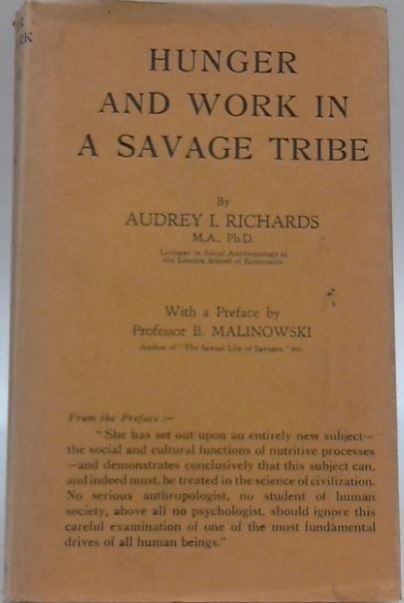 HUNGER
AND WORK IN
A SAVAGE TRIBE
By
AUDREY I. RICHARDS
M.A., Ph.D.
Lecturer in Social Anthropology at
the London School of Economics
With a Preface by
Professor B. MALINOWSKI
Author of "The Sexual Life of Savages," etc.
From the Preface:—
"She has set out upon an entirely new subject—
the social and cultural functions of nutritive processes
—and demonstrates conclusively that this subject can,
and indeed must, be treated in the science of civilization.
No serious anthropologist, no student of human
society, above all no psychologist, should ignore this
careful examination of one of the most fundamental
drives of all human beings."